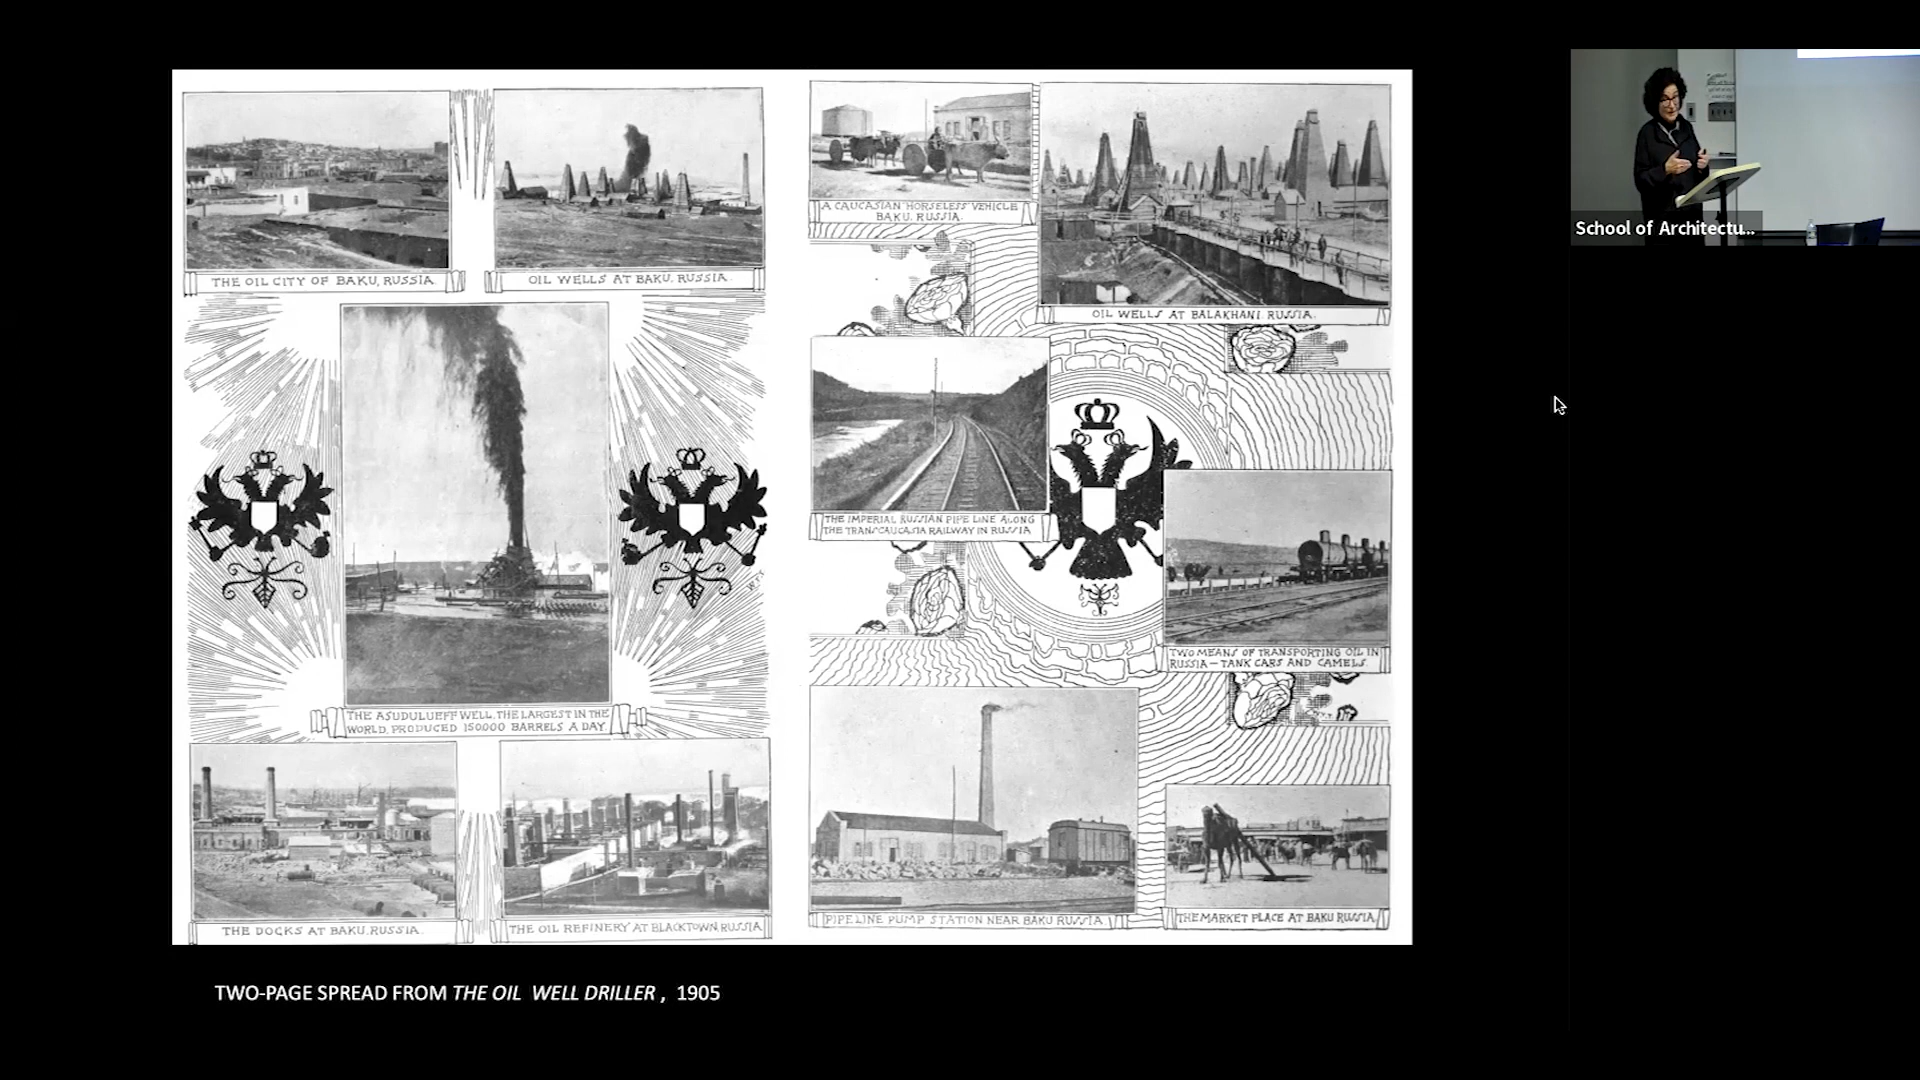 THE OIL CITY OF BAKU, RUSSIA.
OIL WELLS AT BAKU, RUSSIA.
THE ASUDULUEFF WELL, THE LARGEST IN THE
WORLD, PRODUCED 150000 BARRELS A DAY
THE DOCKS AT BAKU, RUSSIA.
THE OIL REFINERY AT BLACKTOWN, RUSSIA
A CAUCASIAN "HORSELESS" VEHICLE
BAKU. RUSSIA.
OIL WELLS AT BALAKHANI. RUSSIA.
THE IMPERIAL RUSSIAN PIPE LINE ALONG
THE TRANSCAUCASIA RAILWAY IN RUSSIA
TWO MEANS OF TRANSPORTING OIL IN
RUSSIA — TANK CARS AND CAMELS.
PIPE LINE PUMP STATION NEAR BAKU RUSSIA.
THE MARKET PLACE AT BAKU RUSSIA.
TWO-PAGE SPREAD FROM THE OIL WELL DRILLER , 1905
School of Architectu...